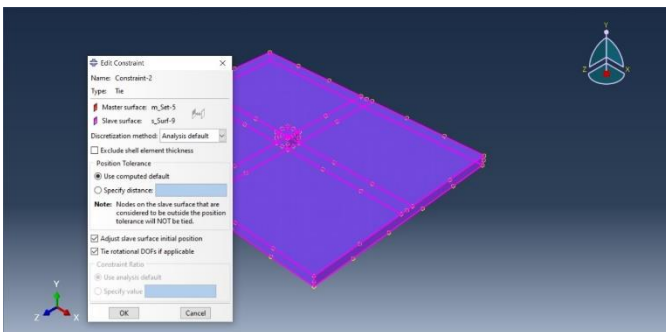 Edit Constraint
Name: Constraint-2
Type: Tie
Master surface: m_Set-5
Slave surface: s_Surf-9
Discretization method: Analysis default
Exclude shell element thickness
Position Tolerance
Use computed default
Specify distance:
Note: Nodes on the slave surface that are
considered to be outside the position
tolerance will NOT be tied.
Adjust slave surface initial position
Tie rotational DOFs if applicable
Constraint Ratio
Use analysis default
Specify value
OK Cancel
Y
Z X
Y
Z X